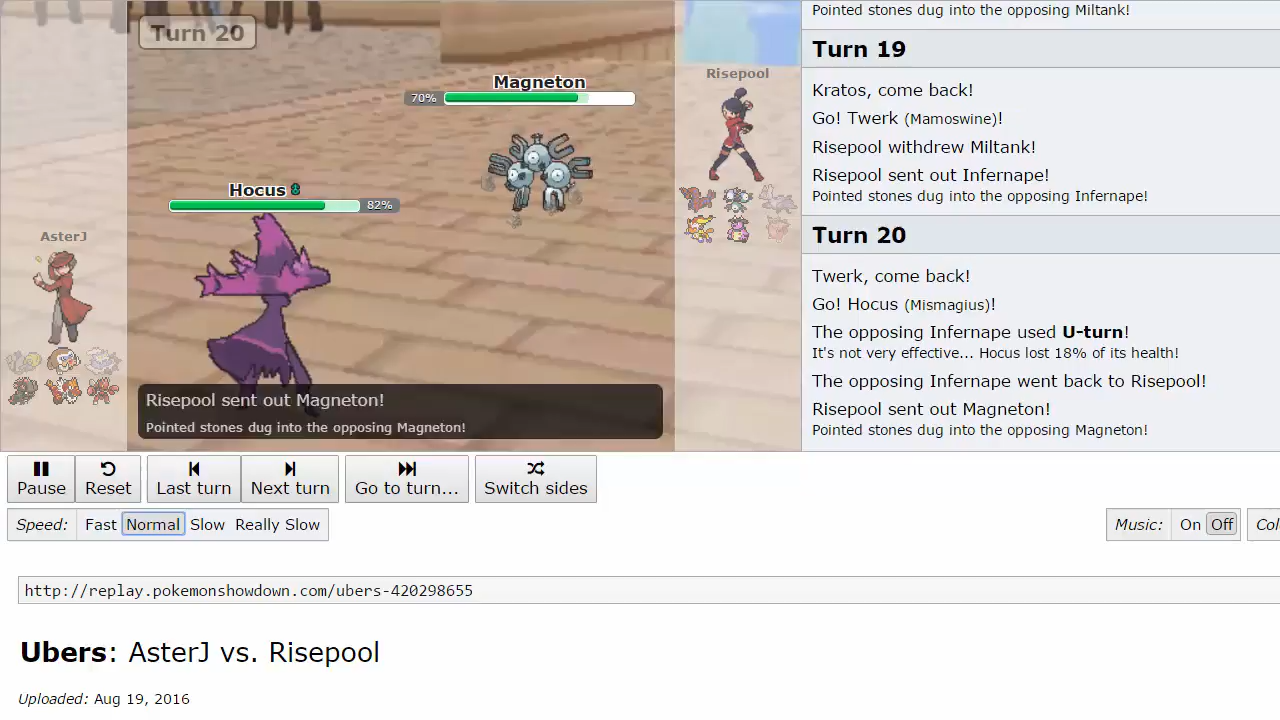 Turn 20
Magneton
70%
Hocus
82%
AsterJ
Risepool
Risepool sent out Magneton!
Pointed stones dug into the opposing Magneton!
Pointed stones dug into the opposing Miltank!
Turn 19
Kratos, come back!
Go! Twerk (Mamoswine)!
Risepool withdrew Miltank!
Risepool sent out Infernape!
Pointed stones dug into the opposing Infernape!
Turn 20
Twerk, come back!
Go! Hocus (Mismagius)!
The opposing Infernape used U-turn!
It's not very effective... Hocus lost 18% of its health!
The opposing Infernape went back to Risepool!
Risepool sent out Magneton!
Pointed stones dug into the opposing Magneton!
Pause Reset Last turn Next turn Go to turn... Switch sides
Speed: Fast Normal Slow Really Slow Music: On Off Col
http://replay.pokemonshowdown.com/ubers-420298655
Ubers: AsterJ vs. Risepool
Uploaded: Aug 19, 2016